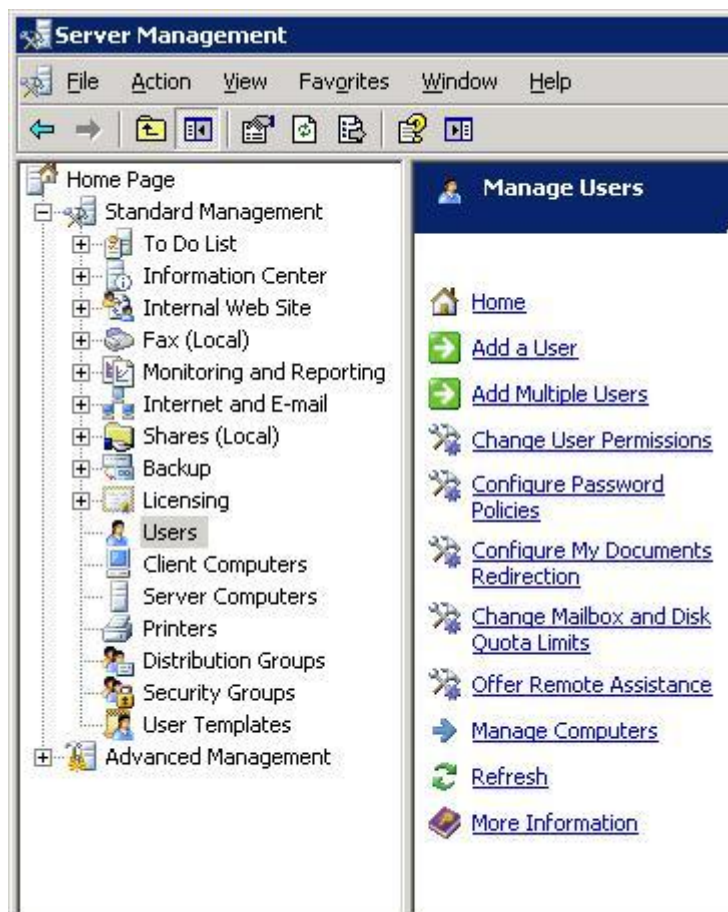 Server Management
File Action View Favorites Window Help
Home Page
Standard Management
To Do List
Information Center
Internal Web Site
Fax (Local)
Monitoring and Reporting
Internet and E-mail
Shares (Local)
Backup
Licensing
Users
Client Computers
Server Computers
Printers
Distribution Groups
Security Groups
User Templates
Advanced Management
Manage Users
Home
Add a User
Add Multiple Users
Change User Permissions
Configure Password
Policies
Configure My Documents
Redirection
Change Mailbox and Disk
Quota Limits
Offer Remote Assistance
Manage Computers
Refresh
More Information